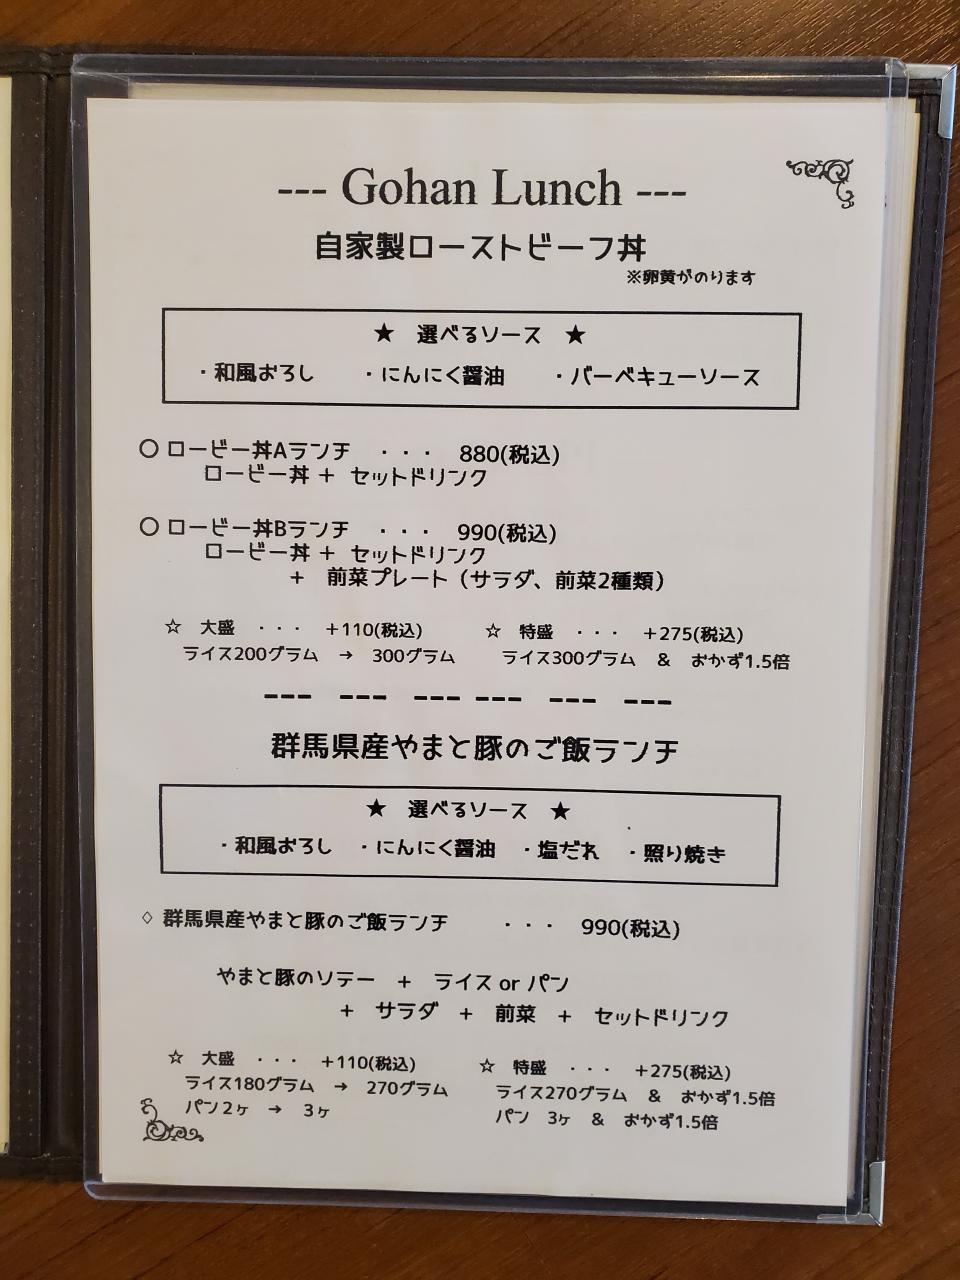 --- Gohan Lunch ---
自家製ローストビーフ丼
※卵黄がのります
★ 選べるソース ★
・和風おろし ・にんにく醤油 ・バーベキューソース
〇 ロービー丼Aランチ ・・・ 880(税込)
ロービー丼 + セットドリンク
〇 ロービー丼Bランチ ・・・ 990(税込)
ロービー丼 + セットドリンク
+ 前菜プレート（サラダ、前菜2種類）
☆ 大盛 ・・・ +110(税込) ☆ 特盛 ・・・ +275(税込)
ライス200グラム → 300グラム ライス300グラム & おかず1.5倍
--- --- --- --- --- ---
群馬県産やまと豚のご飯ランチ
★ 選べるソース ★
・和風おろし ・にんにく醤油 ・塩だれ ・照り焼き
◇ 群馬県産やまと豚のご飯ランチ ・・・ 990(税込)
やまと豚のソテー + ライス or パン
+ サラダ + 前菜 + セットドリンク
☆ 大盛 ・・・ +110(税込) ☆ 特盛 ・・・ +275(税込)
ライス180グラム → 270グラム ライス270グラム & おかず1.5倍
パン2ヶ → 3ヶ パン 3ヶ & おかず1.5倍